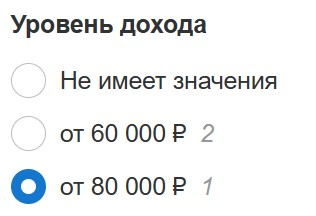 Уровень дохода
Не имеет значения
от 60 000 ₽ 2
от 80 000 ₽ 1